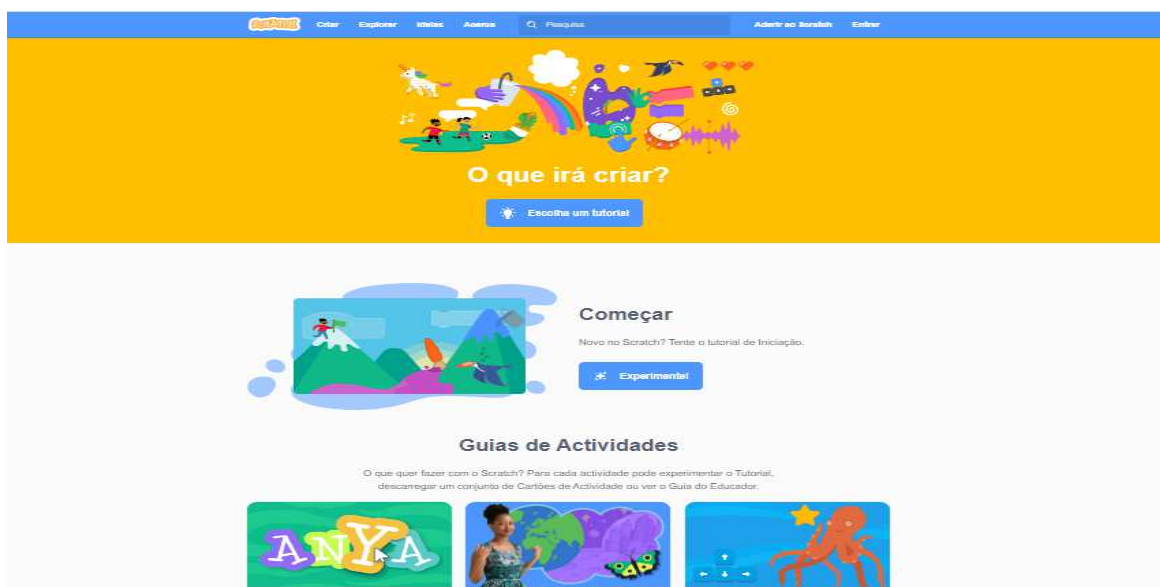 SCRATCH Criar Explorar Ideias Acerca Pesquisa Aderir ao Scratch Entrar
O que irá criar?
Escolha um tutorial
Começar
Novo no Scratch? Tente o tutorial de Iniciação.
Experimente!
Guias de Actividades
O que quer fazer com o Scratch? Para cada actividade pode experimentar o Tutorial,
descarregar um conjunto de Cartões de Actividade ou ver o Guia do Educador.
ANYA